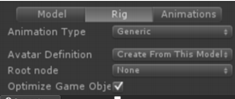 Model Rig Animations
Animation Type Generic
Avatar Definition Create From This Model
Root node None
Optimize Game Obje